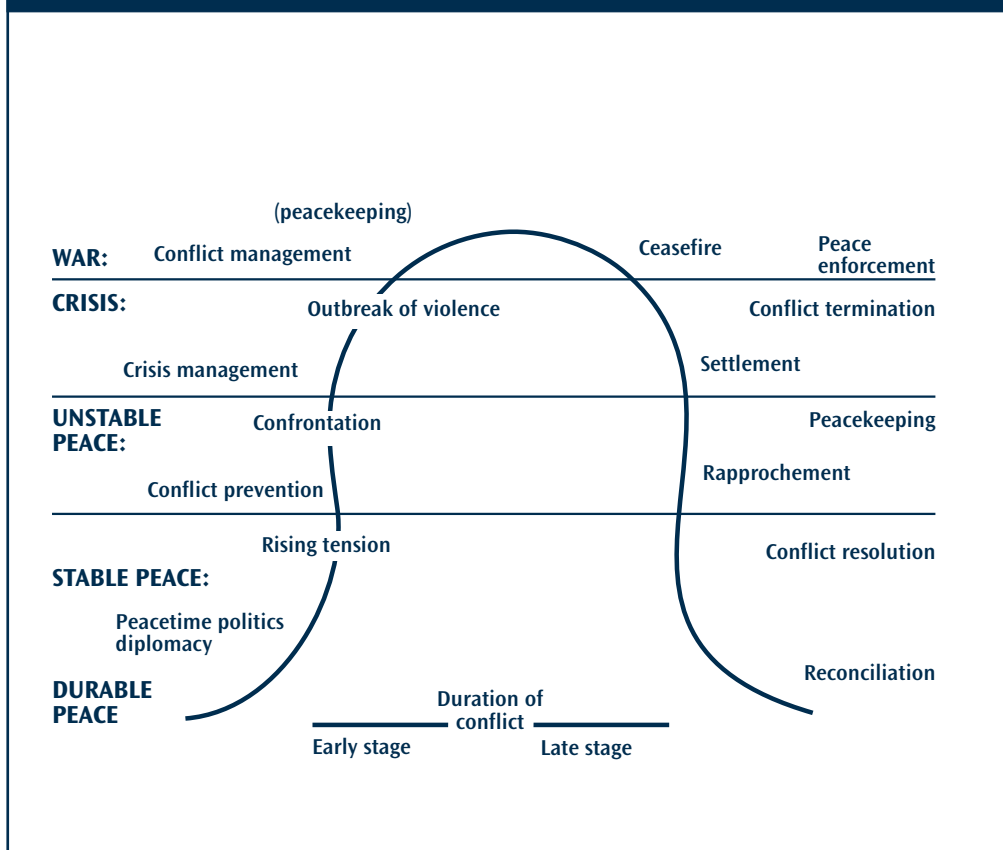 (peacekeeping)
WAR:
Conflict management
Ceasefire
Peace
enforcement
CRISIS:
Outbreak of violence
Conflict termination
Crisis management
Settlement
UNSTABLE
PEACE:
Confrontation
Peacekeeping
Conflict prevention
Rapprochement
Rising tension
Conflict resolution
STABLE PEACE:
Peacetime politics
diplomacy
Reconciliation
DURABLE
PEACE
Duration of
conflict
Early stage
Late stage